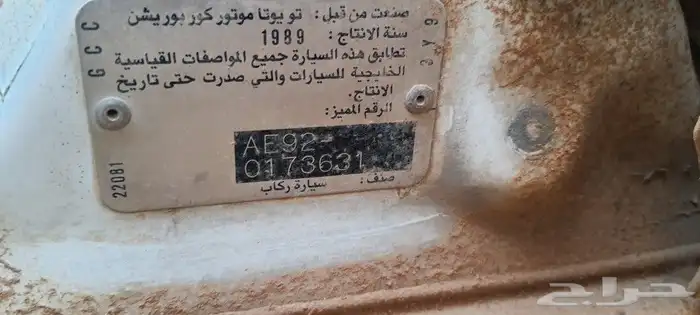 صنعت من قبل: تويوتا موتور كوربوريشن
سنة الانتاج: 1989
تطابق هذه السيارة جميع المواصفات القياسية
الخليجية للسيارات والتي صدرت حتى تاريخ
الانتاج.
الرقم المميز:
AE92-
0173631
صنف: سيارة ركاب
GCC
22081
حراج